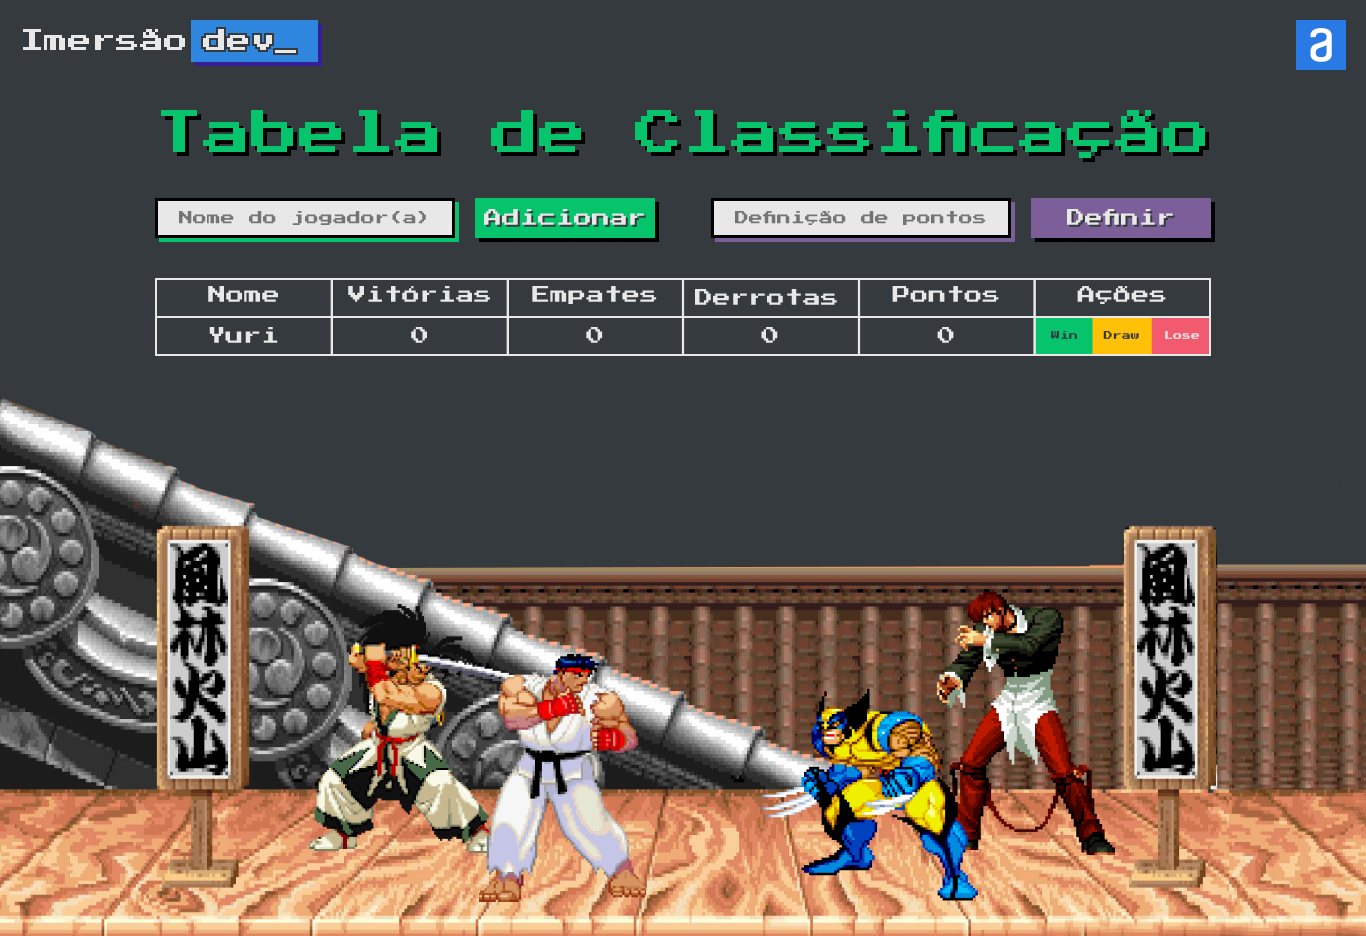 Imersão dev_
a
Tabela de Classificação
Nome do jogador(a) Adicionar Definição de pontos Definir
Nome Vitórias Empates Derrotas Pontos Ações
Yuri 0 0 0 0 Win Draw Lose
風林火山
風林火山